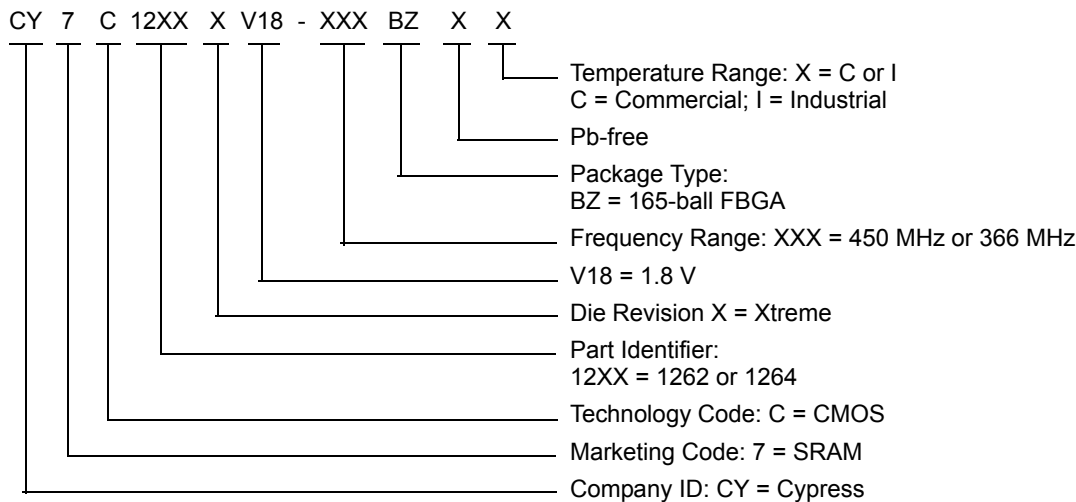 CY 7 C 12XX X V18 - XXX BZ X X
Temperature Range: X = C or I
C = Commercial; I = Industrial
Pb-free
Package Type:
BZ = 165-ball FBGA
Frequency Range: XXX = 450 MHz or 366 MHz
V18 = 1.8 V
Die Revision X = Xtreme
Part Identifier:
12XX = 1262 or 1264
Technology Code: C = CMOS
Marketing Code: 7 = SRAM
Company ID: CY = Cypress